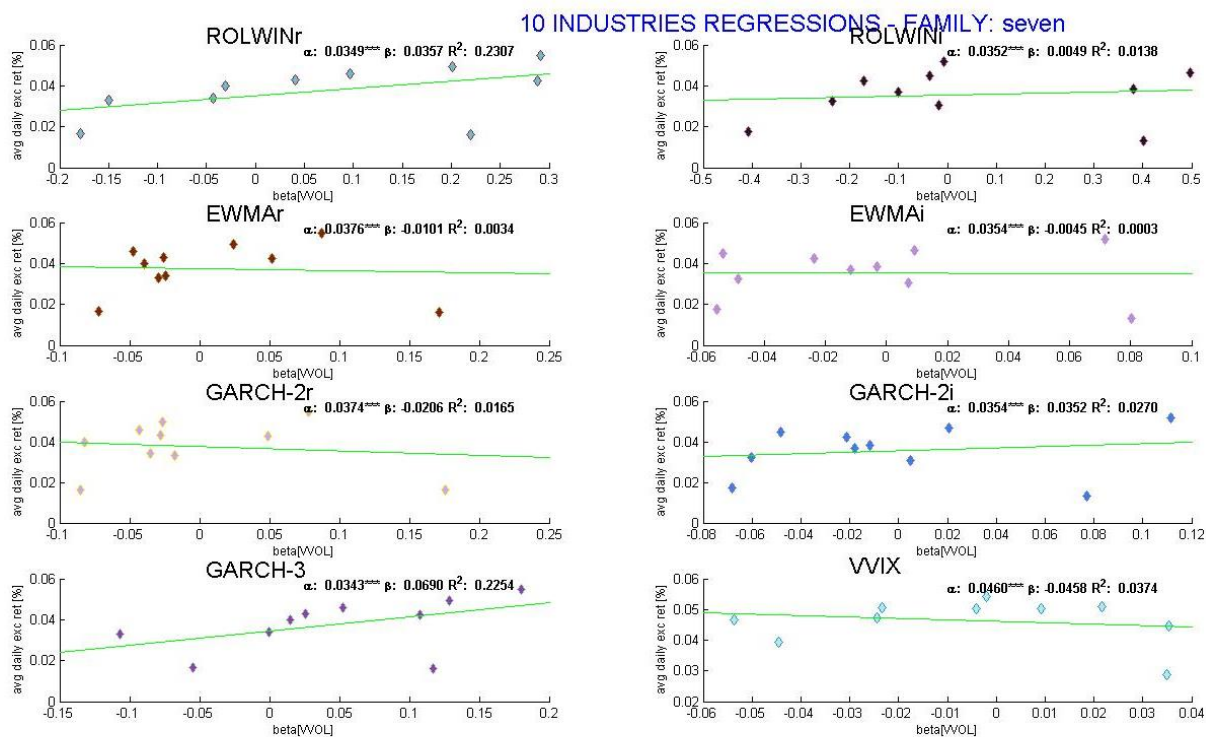 10 INDUSTRIES REGRESSIONS - FAMILY: seven
ROLWINr
α: 0.0349*** β: 0.0357 R²: 0.2307
avg daily exc ret [%]
0.06
0.04
0.02
0
-0.2 -0.15 -0.1 -0.05 0 0.05 0.1 0.15 0.2 0.25 0.3
beta[VVOL]
ROLWINi
α: 0.0352*** β: 0.0049 R²: 0.0138
avg daily exc ret [%]
0.06
0.04
0.02
0
-0.5 -0.4 -0.3 -0.2 -0.1 0 0.1 0.2 0.3 0.4 0.5
beta[VVOL]
EWMAr
α: 0.0376*** β: -0.0101 R²: 0.0034
avg daily exc ret [%]
0.06
0.04
0.02
0
-0.1 -0.05 0 0.05 0.1 0.15 0.2 0.25
beta[VVOL]
EWMAi
α: 0.0354*** β: -0.0045 R²: 0.0003
avg daily exc ret [%]
0.06
0.04
0.02
0
-0.06 -0.04 -0.02 0 0.02 0.04 0.06 0.08 0.1
beta[VVOL]
GARCH-2r
α: 0.0374*** β: -0.0206 R²: 0.0165
avg daily exc ret [%]
0.06
0.04
0.02
0
-0.1 -0.05 0 0.05 0.1 0.15 0.2 0.25
beta[VVOL]
GARCH-2i
α: 0.0354*** β: 0.0352 R²: 0.0270
avg daily exc ret [%]
0.06
0.04
0.02
0
-0.08 -0.06 -0.04 -0.02 0 0.02 0.04 0.06 0.08 0.1 0.12
beta[VVOL]
GARCH-3
α: 0.0343*** β: 0.0690 R²: 0.2254
avg daily exc ret [%]
0.06
0.04
0.02
0
-0.15 -0.1 -0.05 0 0.05 0.1 0.15 0.2
beta[VVOL]
VVIX
α: 0.0460*** β: -0.0458 R²: 0.0374
avg daily exc ret [%]
0.06
0.05
0.04
0.03
0.02
-0.06 -0.05 -0.04 -0.03 -0.02 -0.01 0 0.01 0.02 0.03 0.04
beta[VVOL]